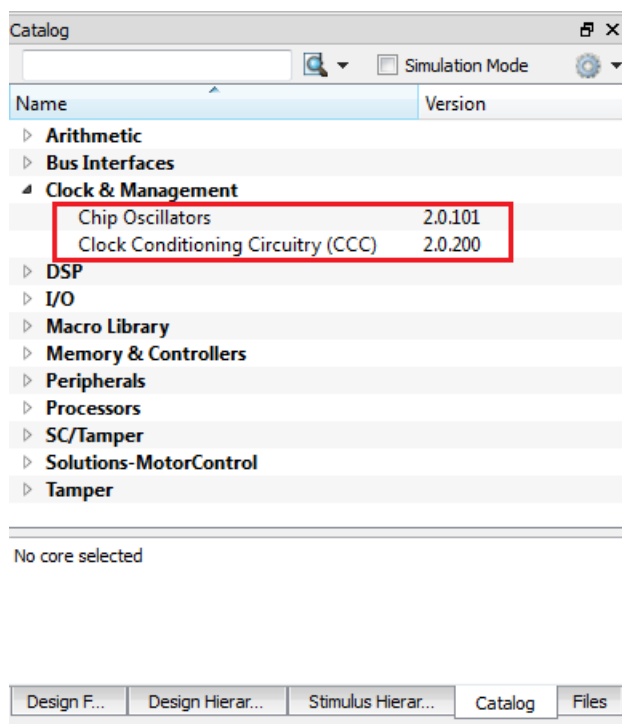 Catalog
Simulation Mode
Name Version
Arithmetic
Bus Interfaces
Clock & Management
Chip Oscillators 2.0.101
Clock Conditioning Circuitry (CCC) 2.0.200
DSP
I/O
Macro Library
Memory & Controllers
Peripherals
Processors
SC/Tamper
Solutions-MotorControl
Tamper
No core selected
Design F... Design Hierar... Stimulus Hierar... Catalog Files